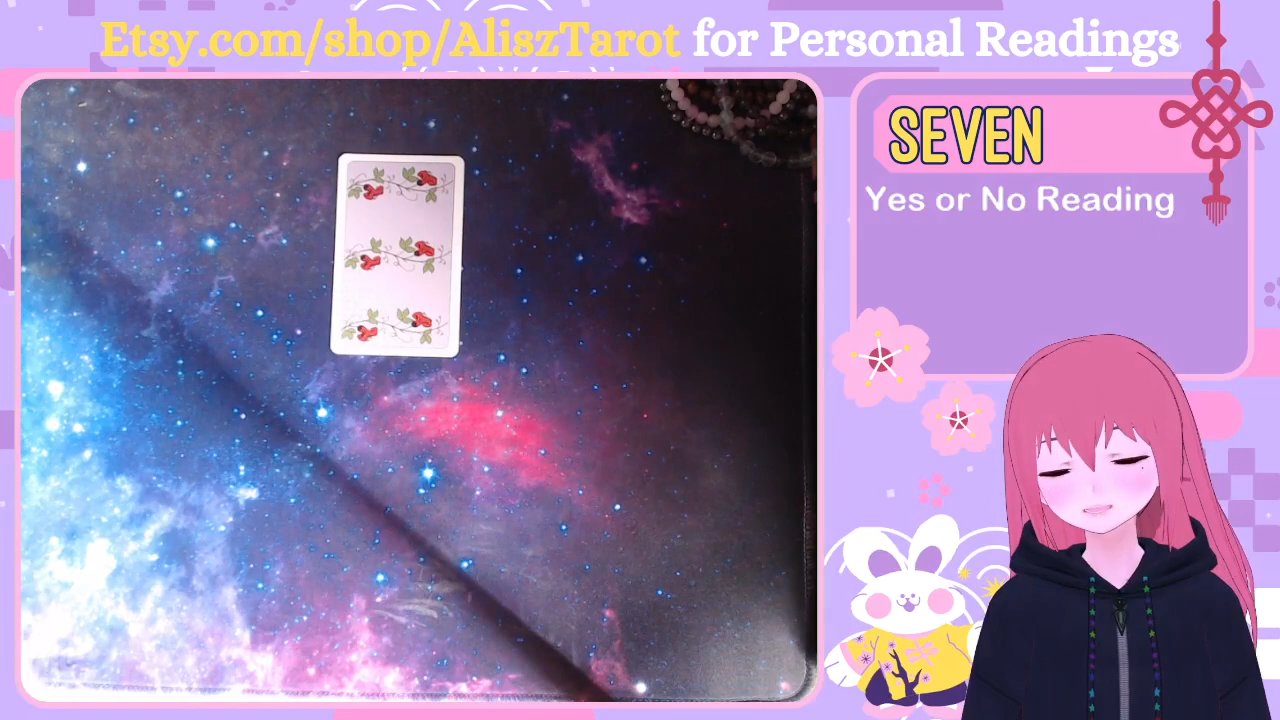 Etsy.com/shop/AliszTarot for Personal Readings
SEVEN
Yes or No Reading